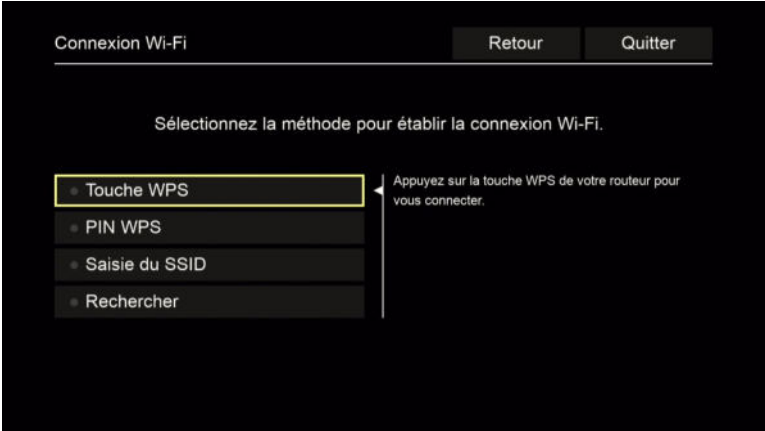 Connexion Wi-Fi
Retour
Quitter
Sélectionnez la méthode pour établir la connexion Wi-Fi.
Touche WPS
PIN WPS
Saisie du SSID
Rechercher
Appuyez sur la touche WPS de votre routeur pour
vous connecter.